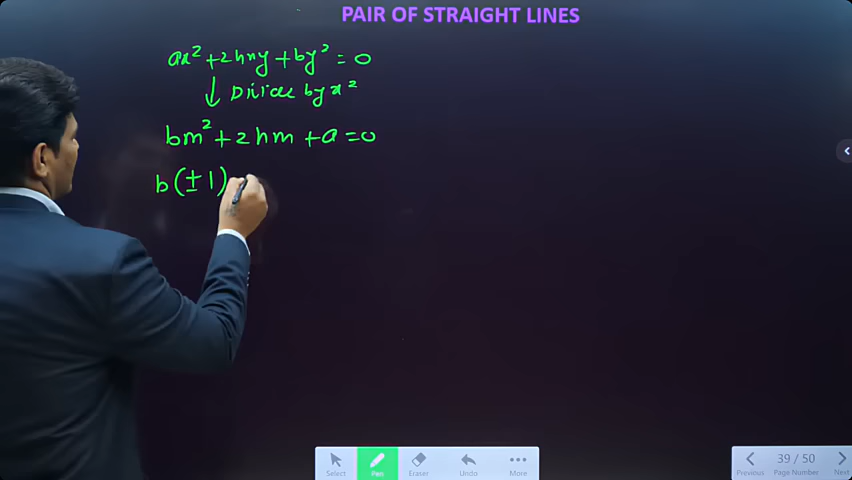 PAIR OF STRAIGHT LINES
ax² + 2hxy + by² = 0
↓ Divide by x²
bm² + 2hm + a = 0
b(±1)
Select Pen Eraser Undo More
39 / 50
Previous Page Number Next